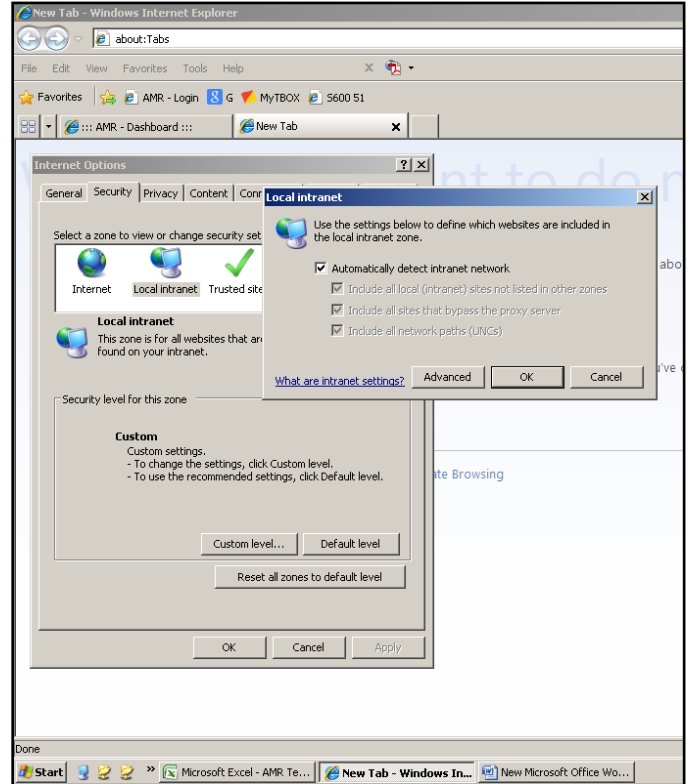 New Tab - Windows Internet Explorer
about:Tabs
File Edit View Favorites Tools Help
Favorites AMR - Login G MyTBOX S600 51
::: AMR - Dashboard ::: New Tab
nt to do n
Internet Options
General Security Privacy Content Conn
Local intranet
Select a zone to view or change security set
Use the settings below to define which websites are included in
the local intranet zone.
Automatically detect intranet network
abo
Internet Local intranet Trusted site
Include all local (intranet) sites not listed in other zones
Include all sites that bypass the proxy server
Include all network paths (UNCs)
Local intranet
This zone is for all websites that are
found on your intranet.
What are intranet settings? Advanced OK Cancel
Security level for this zone
Custom
Custom settings.
- To change the settings, click Custom level.
- To use the recommended settings, click Default level.
ate Browsing
Custom level... Default level
Reset all zones to default level
OK Cancel Apply
Done
Start » Microsoft Excel - AMR Te... New Tab - Windows In... New Microsoft Office Wo...